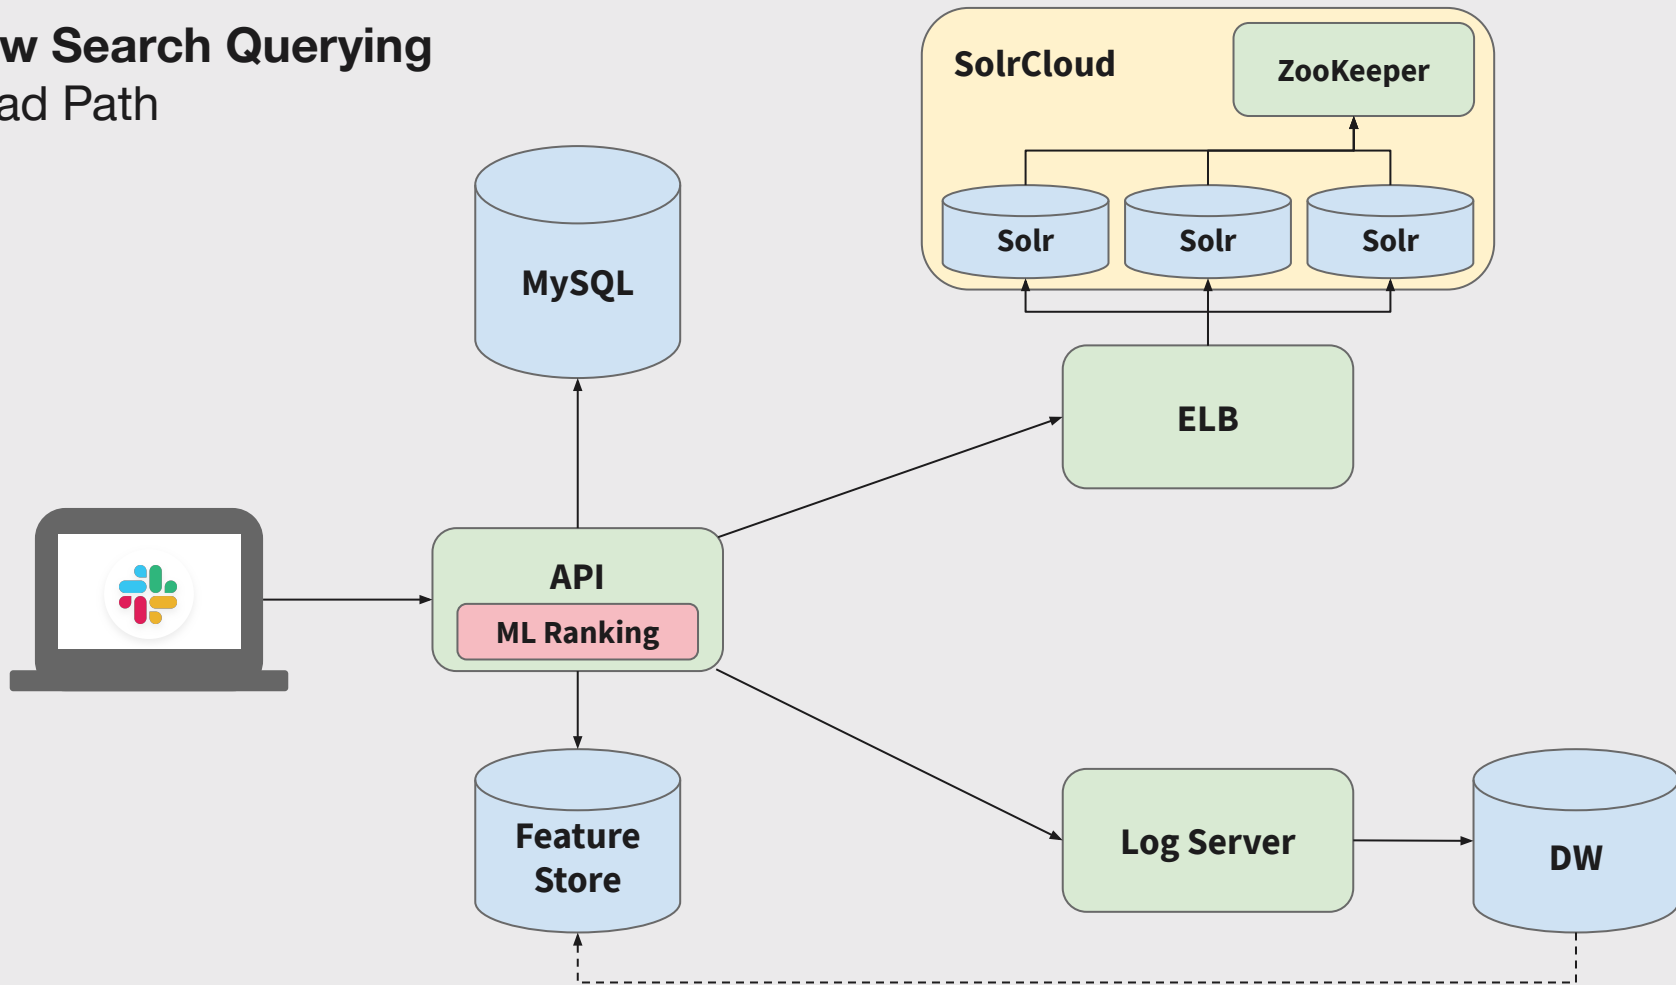 w Search Querying
ad Path
SolrCloud
ZooKeeper
Solr
Solr
Solr
MySQL
ELB
API
ML Ranking
Feature
Store
Log Server
DW